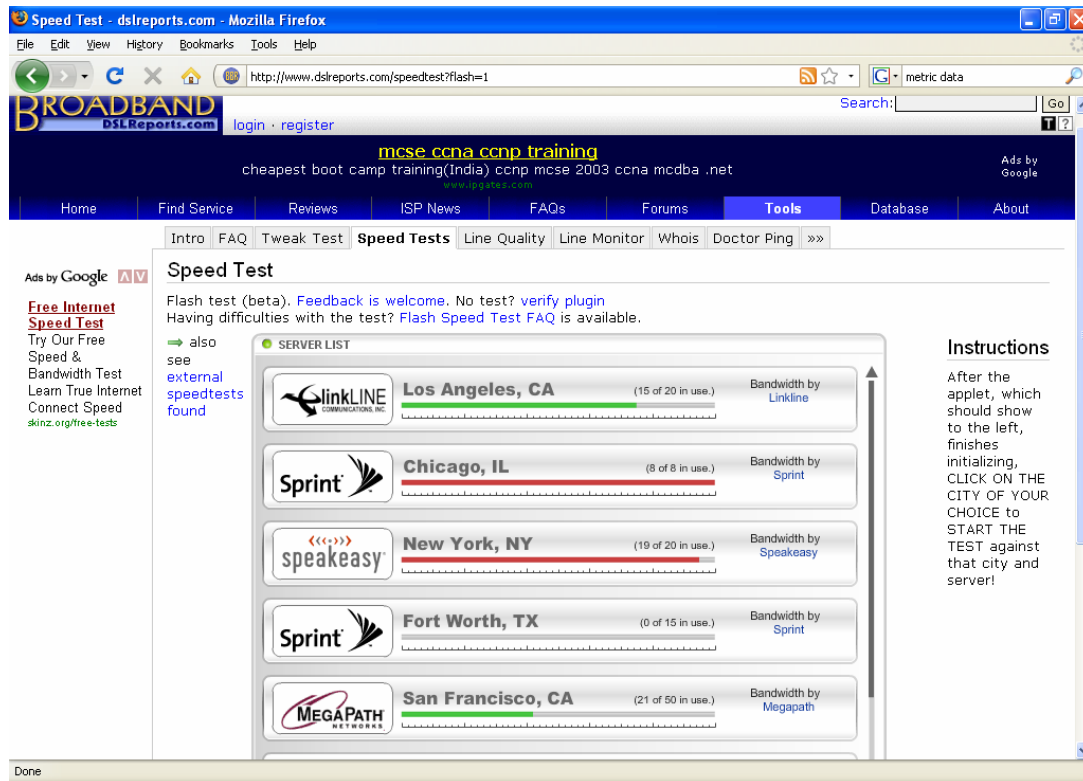 Speed Test - dslreports.com - Mozilla Firefox
File Edit View History Bookmarks Tools Help
http://www.dslreports.com/speedtest?flash=1
G metric data
BROADBAND
DSLReports.com
login · register
Search: Go
T ?
mcse ccna ccnp training
cheapest boot camp training(India) ccnp mcse 2003 ccna mcdba .net
www.ipgates.com
Ads by
Google
Home Find Service Reviews ISP News FAQs Forums Tools Database About
Intro FAQ Tweak Test Speed Tests Line Quality Line Monitor Whois Doctor Ping »»
Ads by Google
Free Internet
Speed Test
Try Our Free
Speed &
Bandwidth Test
Learn True Internet
Connect Speed
skinz.org/free-tests
Speed Test
Flash test (beta). Feedback is welcome. No test? verify plugin
Having difficulties with the test? Flash Speed Test FAQ is available.
also
see
external
speedtests
found
SERVER LIST
linkLINE
COMMUNICATIONS, INC.
Los Angeles, CA
(15 of 20 in use.)
Bandwidth by
Linkline
Sprint
Chicago, IL
(8 of 8 in use.)
Bandwidth by
Sprint
speakeasy
New York, NY
(19 of 20 in use.)
Bandwidth by
Speakeasy
Sprint
Fort Worth, TX
(0 of 15 in use.)
Bandwidth by
Sprint
MEGAPATH
NETWORKS
San Francisco, CA
(21 of 50 in use.)
Bandwidth by
Megapath
Instructions
After the
applet, which
should show
to the left,
finishes
initializing,
CLICK ON THE
CITY OF YOUR
CHOICE to
START THE
TEST against
that city and
server!
Done